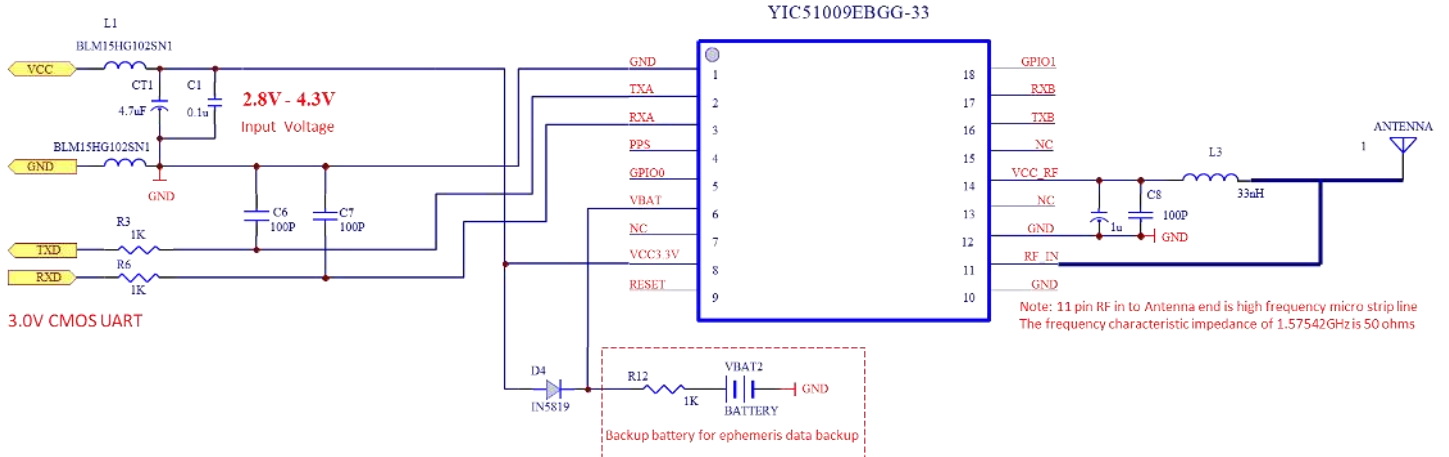 YIC51009EBGG-33
L1
BLM15HG102SN1
VCC
CT1
4.7uF
C1
0.1u
2.8V - 4.3V
Input Voltage
BLM15HG102SN1
GND
GND
C6
100P
C7
100P
R3
1K
TXD
R6
RXD
1K
3.0V CMOS UART
GND
1
TXA
2
RXA
3
PPS
4
GPIO0
5
VBAT
6
NC
7
VCC3 3V
8
RESET
9
GPIO1
18
RXB
17
TXB
16
NC
15
VCC_RF
14
NC
13
GND
12
RF_IN
11
GND
10
C8
100P
1u
GND
L3
33nH
ANTENNA
1
Note: 11 pin RF in to Antenna end is high frequency micro strip line
The frequency characteristic impedance of 1.57542GHz is 50 ohms
D4
IN5819
R12
1K
VBAT2
BATTERY
GND
Backup battery for ephemeris data backup